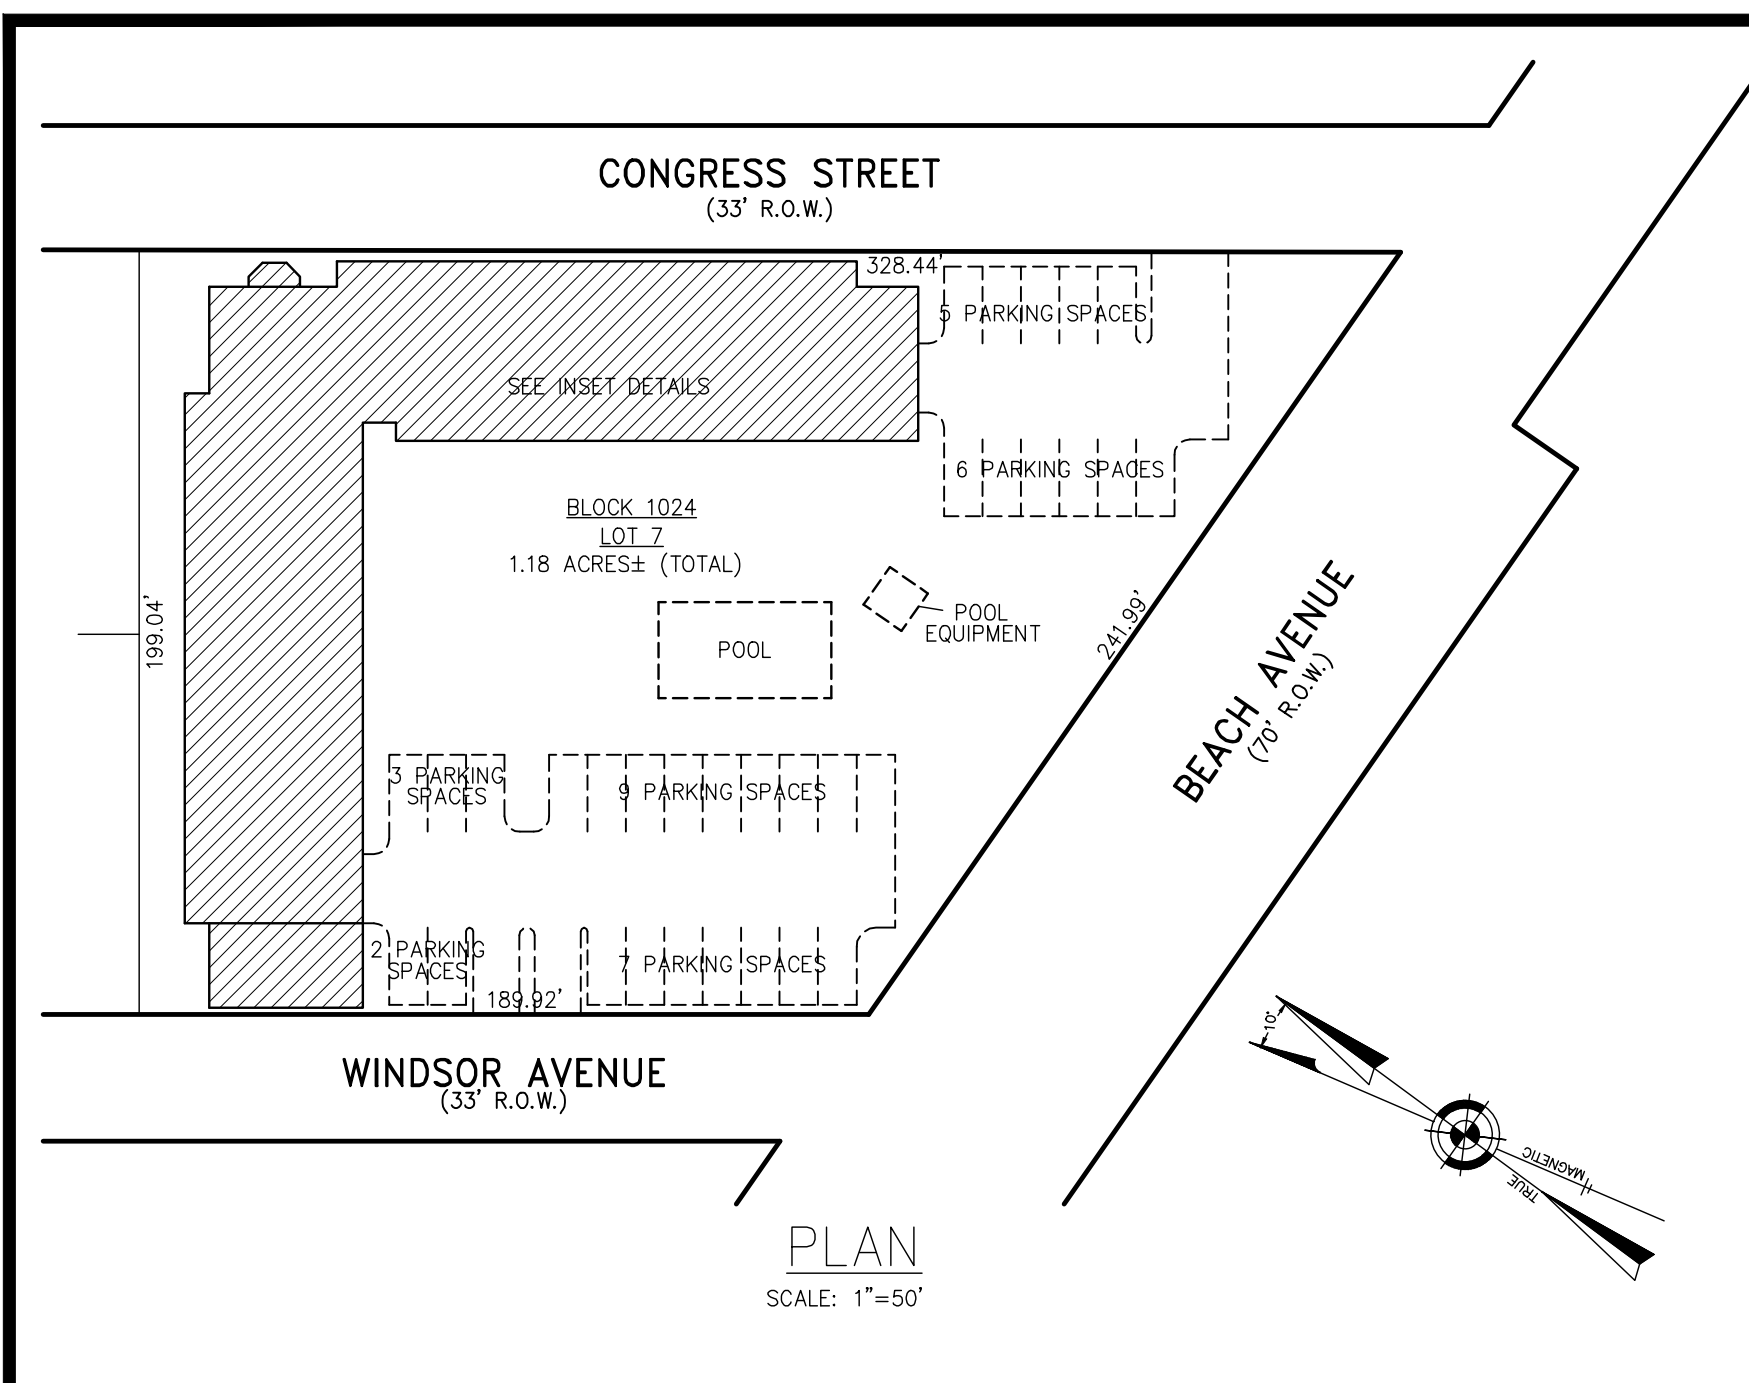 CONGRESS STREET
(33' R.O.W.)
328.44'
5 PARKING SPACES
SEE INSET DETAILS
6 PARKING SPACES
BLOCK 1024
LOT 7
1.18 ACRES± (TOTAL)
199.04'
POOL
POOL
EQUIPMENT
241.99'
BEACH AVENUE
(70' R.O.W.)
3 PARKING
SPACES
9 PARKING SPACES
2 PARKING
SPACES
7 PARKING SPACES
189.92'
WINDSOR AVENUE
(33' R.O.W.)
10°
MAGNETIC
TRUE
PLAN
SCALE: 1"=50'